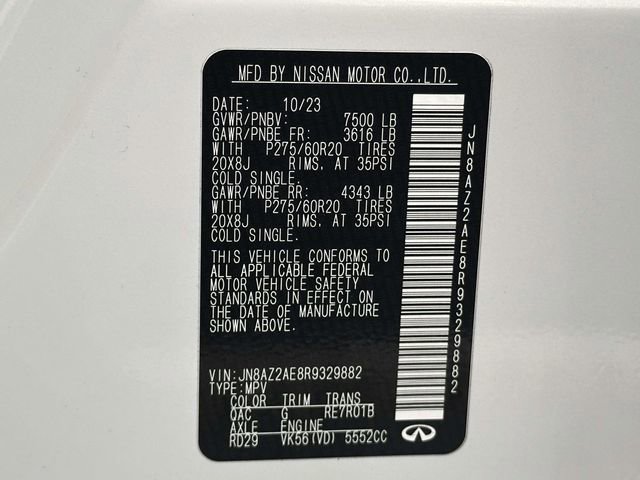 MFD BY NISSAN MOTOR CO.,LTD.
DATE: 10/23
GVWR/PNBV: 7500 LB
GAWR/PNBE FR: 3616 LB
WITH P275/60R20 TIRES
20X8J RIMS, AT 35PSI
COLD SINGLE.
GAWR/PNBE RR: 4343 LB
WITH P275/60R20 TIRES
20X8J RIMS, AT 35PSI
COLD SINGLE.
THIS VEHICLE CONFORMS TO
ALL APPLICABLE FEDERAL
MOTOR VEHICLE SAFETY
STANDARDS IN EFFECT ON
THE DATE OF MANUFACTURE
SHOWN ABOVE.
VIN: JN8AZ2AE8R9329882
TYPE: MPV
COLOR TRIM TRANS
QAC G RE7R01B
AXLE ENGINE
RD29 VK56(VD) 5552CC
JN8AZ2AE8R9329882
INFINITI